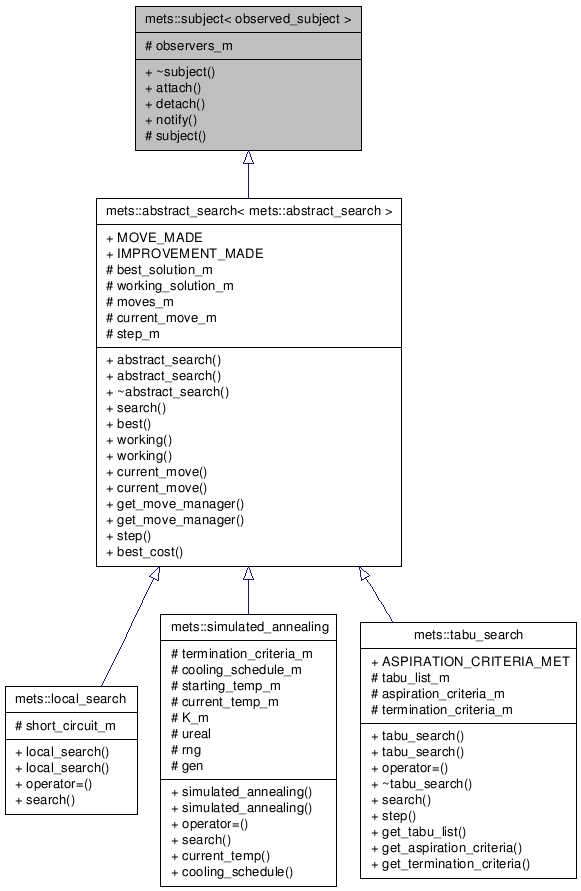 mets::subject< observed_subject >
# observers_m
+ ~subject()
+ attach()
+ detach()
+ notify()
# subject()
mets::abstract_search< mets::abstract_search >
+ MOVE_MADE
+ IMPROVEMENT_MADE
# best_solution_m
# working_solution_m
# moves_m
# current_move_m
# step_m
+ abstract_search()
+ abstract_search()
+ ~abstract_search()
+ search()
+ best()
+ working()
+ working()
+ current_move()
+ current_move()
+ get_move_manager()
+ get_move_manager()
+ step()
+ best_cost()
mets::local_search
# short_circuit_m
+ local_search()
+ local_search()
+ operator=()
+ search()
mets::simulated_annealing
# termination_criteria_m
# cooling_schedule_m
# starting_temp_m
# current_temp_m
# K_m
# ureal
# rng
# gen
+ simulated_annealing()
+ simulated_annealing()
+ operator=()
+ search()
+ current_temp()
+ cooling_schedule()
mets::tabu_search
+ ASPIRATION_CRITERIA_MET
# tabu_list_m
# aspiration_criteria_m
# termination_criteria_m
+ tabu_search()
+ tabu_search()
+ operator=()
+ ~tabu_search()
+ search()
+ step()
+ get_tabu_list()
+ get_aspiration_criteria()
+ get_termination_criteria()